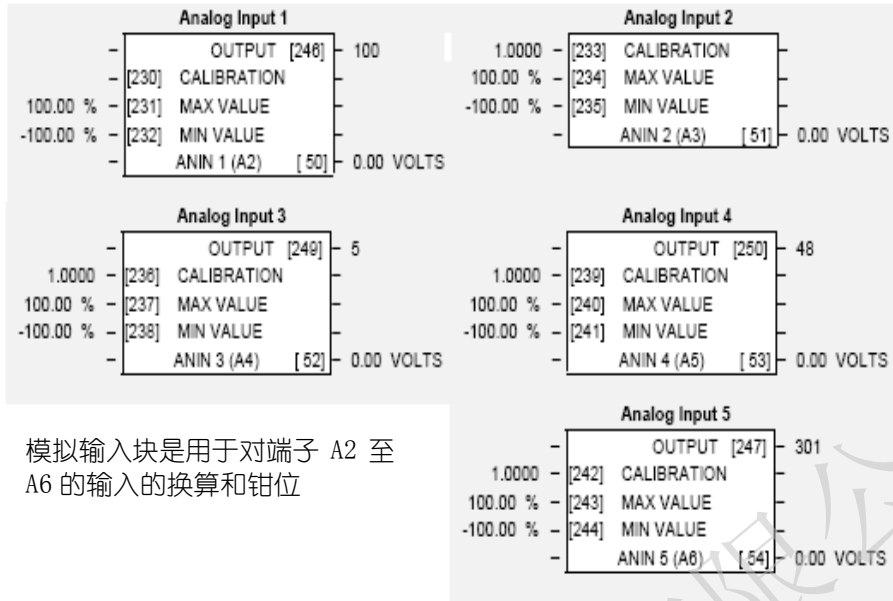 Analog Input 1
OUTPUT [246] 100
[230] CALIBRATION
100.00 % [231] MAX VALUE
-100.00 % [232] MIN VALUE
ANIN 1 (A2) [ 50] 0.00 VOLTS
Analog Input 2
1.0000 [233] CALIBRATION
100.00 % [234] MAX VALUE
-100.00 % [235] MIN VALUE
ANIN 2 (A3) [ 51] 0.00 VOLTS
Analog Input 3
OUTPUT [249] 5
1.0000 [236] CALIBRATION
100.00 % [237] MAX VALUE
-100.00 % [238] MIN VALUE
ANIN 3 (A4) [ 52] 0.00 VOLTS
Analog Input 4
OUTPUT [250] 48
1.0000 [239] CALIBRATION
100.00 % [240] MAX VALUE
-100.00 % [241] MIN VALUE
ANIN 4 (A5) [ 53] 0.00 VOLTS
模拟输入块是用于对端子 A2 至
A6 的输入的换算和钳位
Analog Input 5
OUTPUT [247] 301
1.0000 [242] CALIBRATION
100.00 % [243] MAX VALUE
-100.00 % [244] MIN VALUE
ANIN 5 (A6) [ 54] 0.00 VOLTS